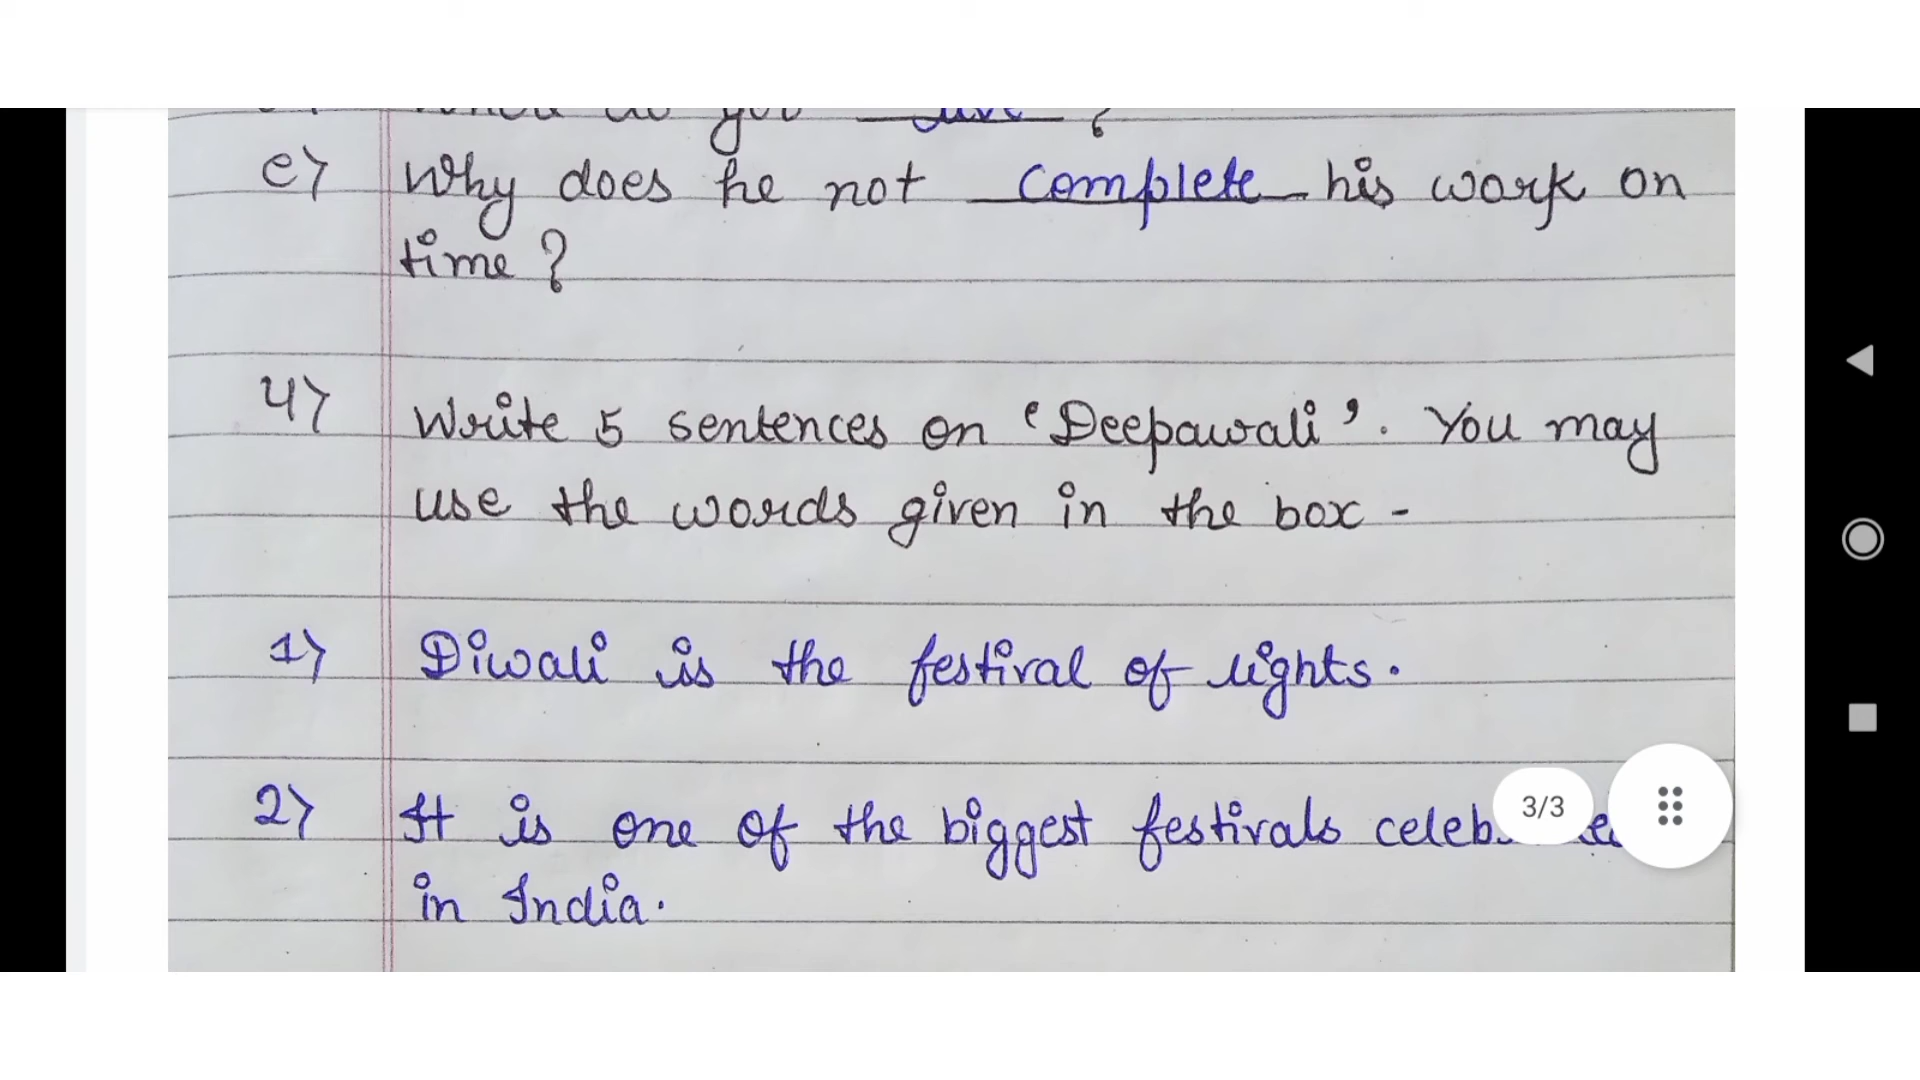 you live ?
e) Why does he not complete his work on
time ?
4) Write 5 sentences on 'Deepawali'. You may
use the words given in the box -
1) Diwali is the festival of lights.
2) It is one of the biggest festivals
in India.
3/3